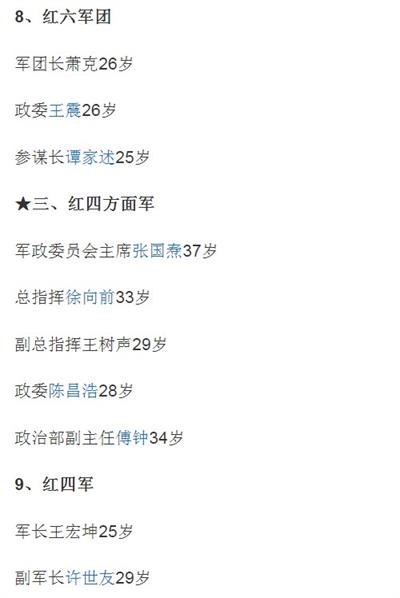 8、红六军团
军团长萧克26岁
政委王震26岁
参谋长谭家述25岁
★三、红四方面军
军政委员会主席张国焘37岁
总指挥徐向前33岁
副总指挥王树声29岁
政委陈昌浩28岁
政治部副主任傅钟34岁
9、红四军
军长王宏坤25岁
副军长许世友29岁